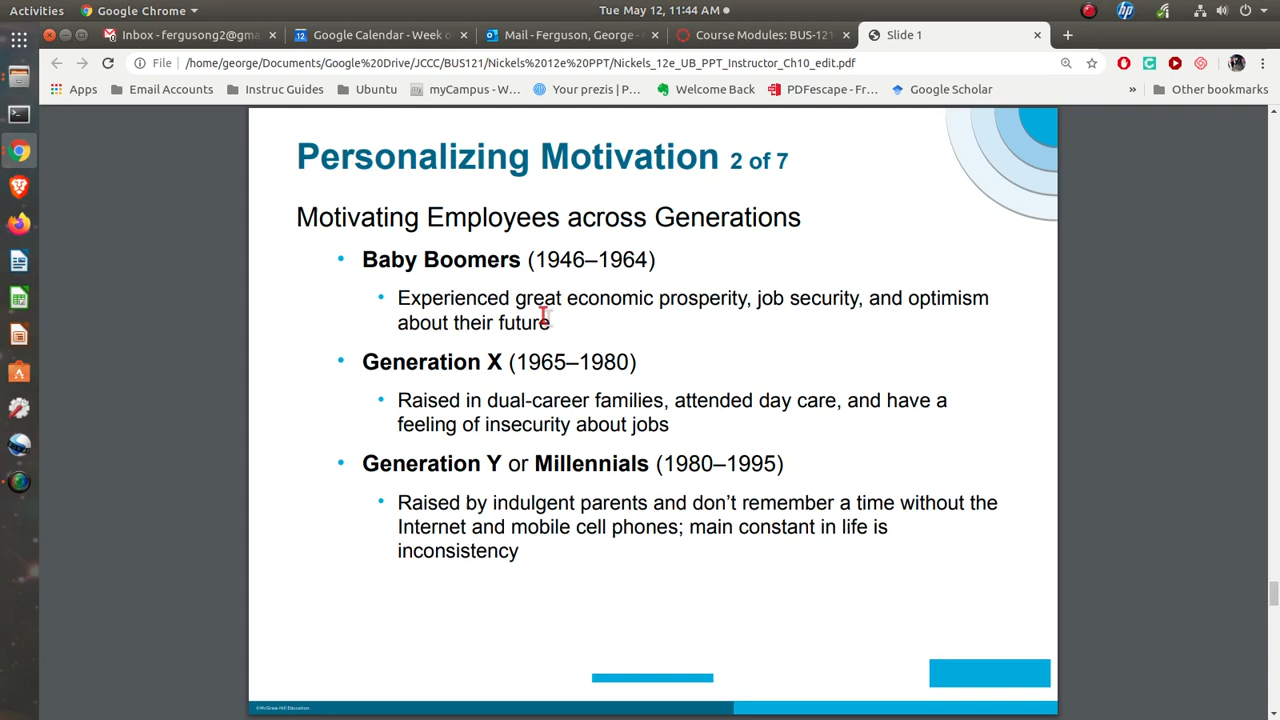 Activities
Google Chrome
Tue May 12, 11:44 AM
Inbox - fergusong2@gma
Google Calendar - Week o
Mail - Ferguson, George -
Course Modules: BUS-121
Slide 1
File
/home/george/Documents/Google%20Drive/JCCC/BUS121/Nickels%2012e%20PPT/Nickels_12e_UB_PPT_Instructor_Ch10_edit.pdf
Apps
Email Accounts
Instruc Guides
Ubuntu
myCampus - W...
Your prezis | P...
Welcome Back
PDFescape - Fr...
Google Scholar
»
Other bookmarks
Personalizing Motivation 2 of 7
Motivating Employees across Generations
• Baby Boomers (1946–1964)
• Experienced great economic prosperity, job security, and optimism
about their future
• Generation X (1965–1980)
• Raised in dual-career families, attended day care, and have a
feeling of insecurity about jobs
• Generation Y or Millennials (1980–1995)
• Raised by indulgent parents and don’t remember a time without the
Internet and mobile cell phones; main constant in life is
inconsistency
©McGraw-Hill Education.